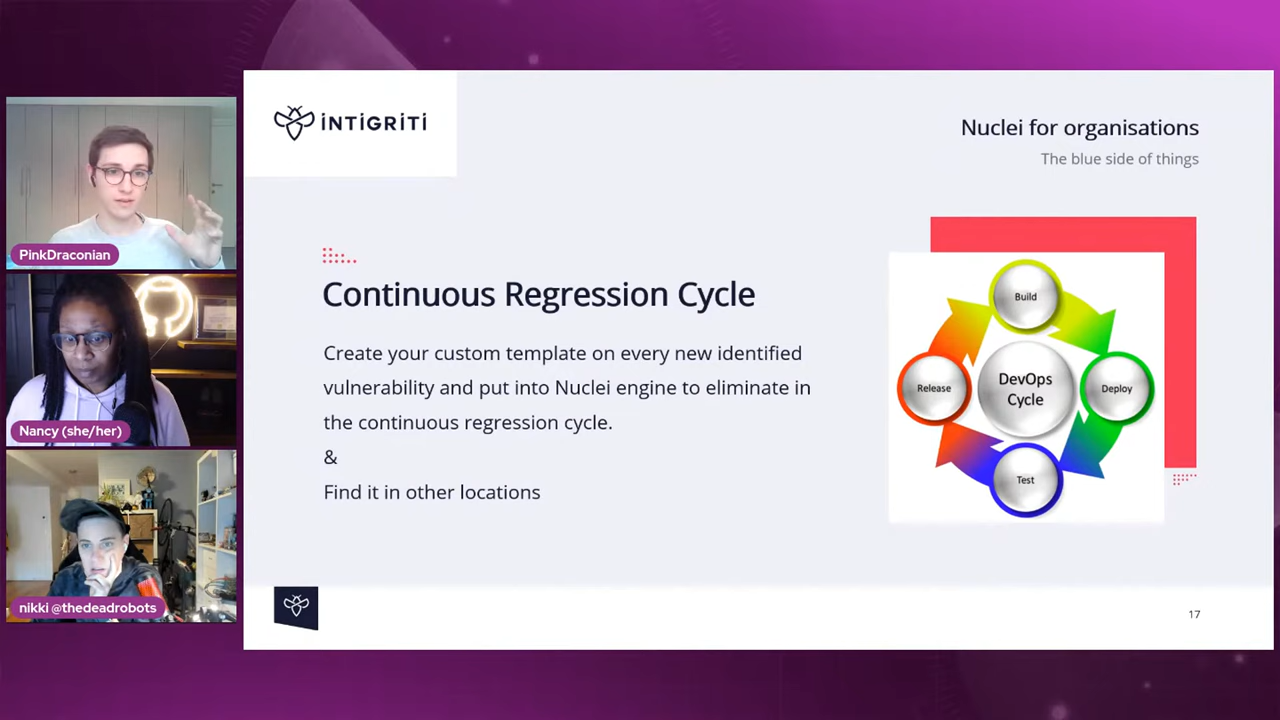 PinkDraconian
Nancy (she/her)
nikki @thedeadrobots
INTIGRITI
Nuclei for organisations
The blue side of things
Continuous Regression Cycle
Create your custom template on every new identified
vulnerability and put into Nuclei engine to eliminate in
the continuous regression cycle.
&
Find it in other locations
Build
Release
DevOps
Cycle
Deploy
Test
17